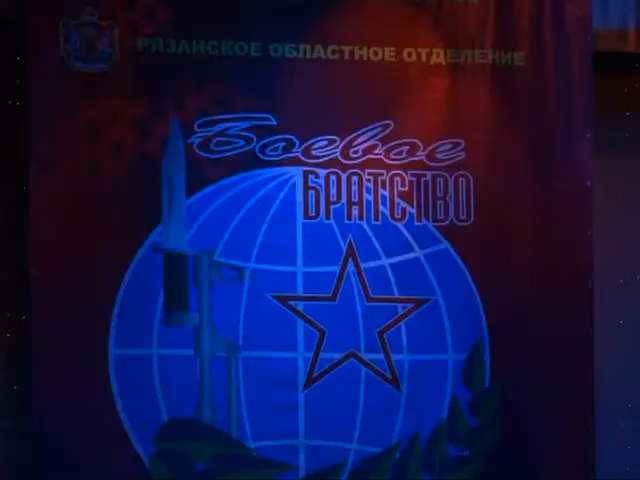 РЯЗАНСКОЕ ОБЛАСТНОЕ ОТДЕЛЕНИЕ
Боевое
БРАТСТВО